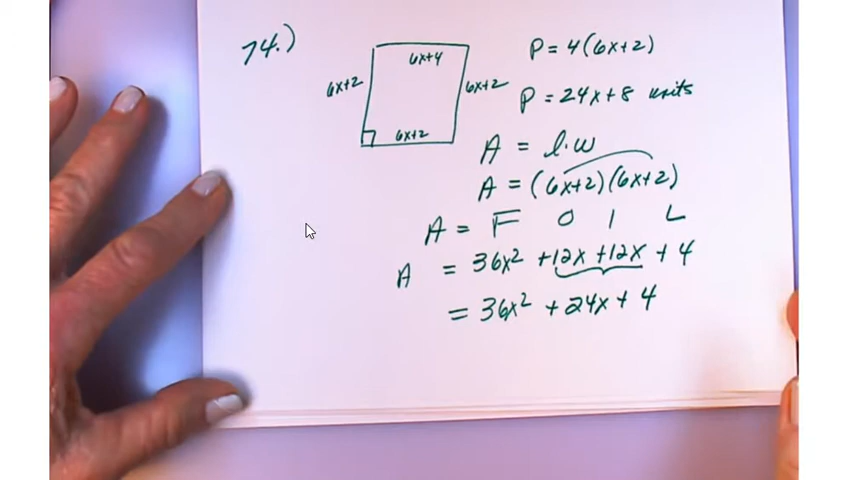 74.)
6x+4
6x+2
6x+2
6x+2
P = 4(6x+2)
P = 24x+8 units
A = l·w
A = (6x+2)(6x+2)
A = F O I L
A = 36x² +12x +12x + 4
= 36x² + 24x + 4